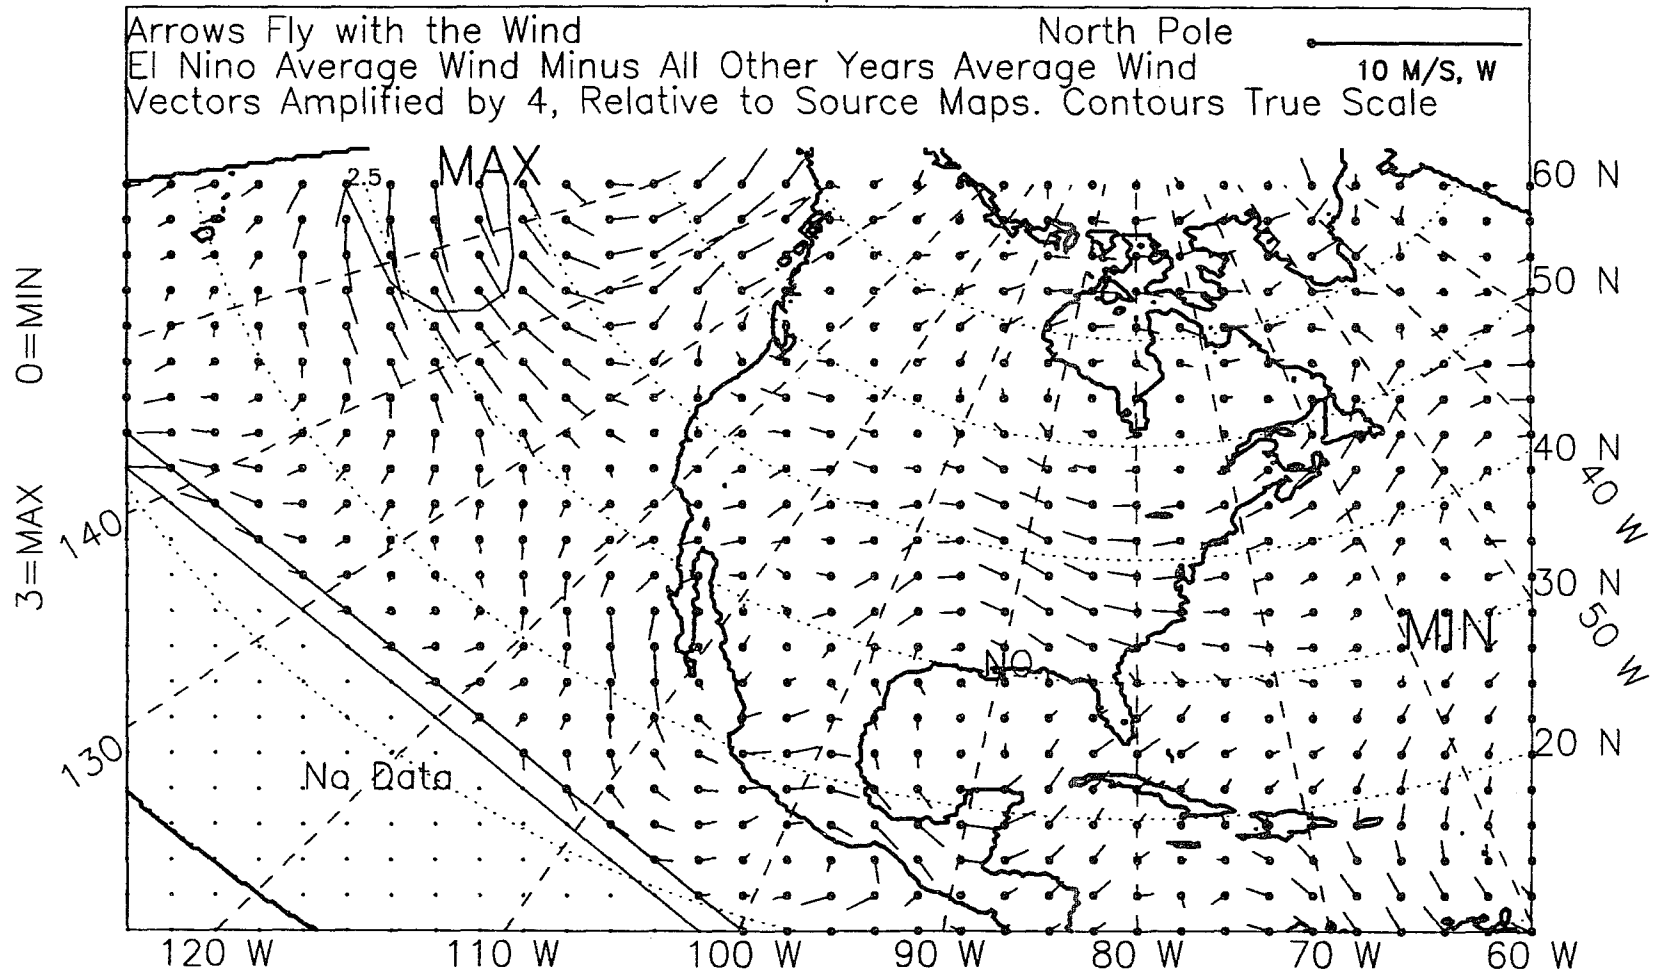 Arrows Fly with the Wind
North Pole
10 M/S, W
El Nino Average Wind Minus All Other Years Average Wind
Vectors Amplified by 4, Relative to Source Maps. Contours True Scale
MAX
2.5
60 N
50 N
40 N
40 W
30 N
50 W
20 N
0=MIN
3=MAX
140
130
MIN
NO
No Data
120 W
110 W
100 W
90 W
80 W
70 W
60 W